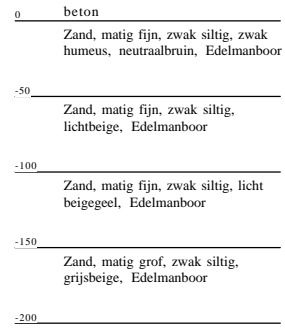 0 beton
Zand, matig fijn, zwak siltig, zwak
humeus, neutraalbruin, Edelmanboor
-50
Zand, matig fijn, zwak siltig,
lichtbeige, Edelmanboor
-100
Zand, matig fijn, zwak siltig, licht
beigegeel, Edelmanboor
-150
Zand, matig grof, zwak siltig,
grijsbeige, Edelmanboor
-200